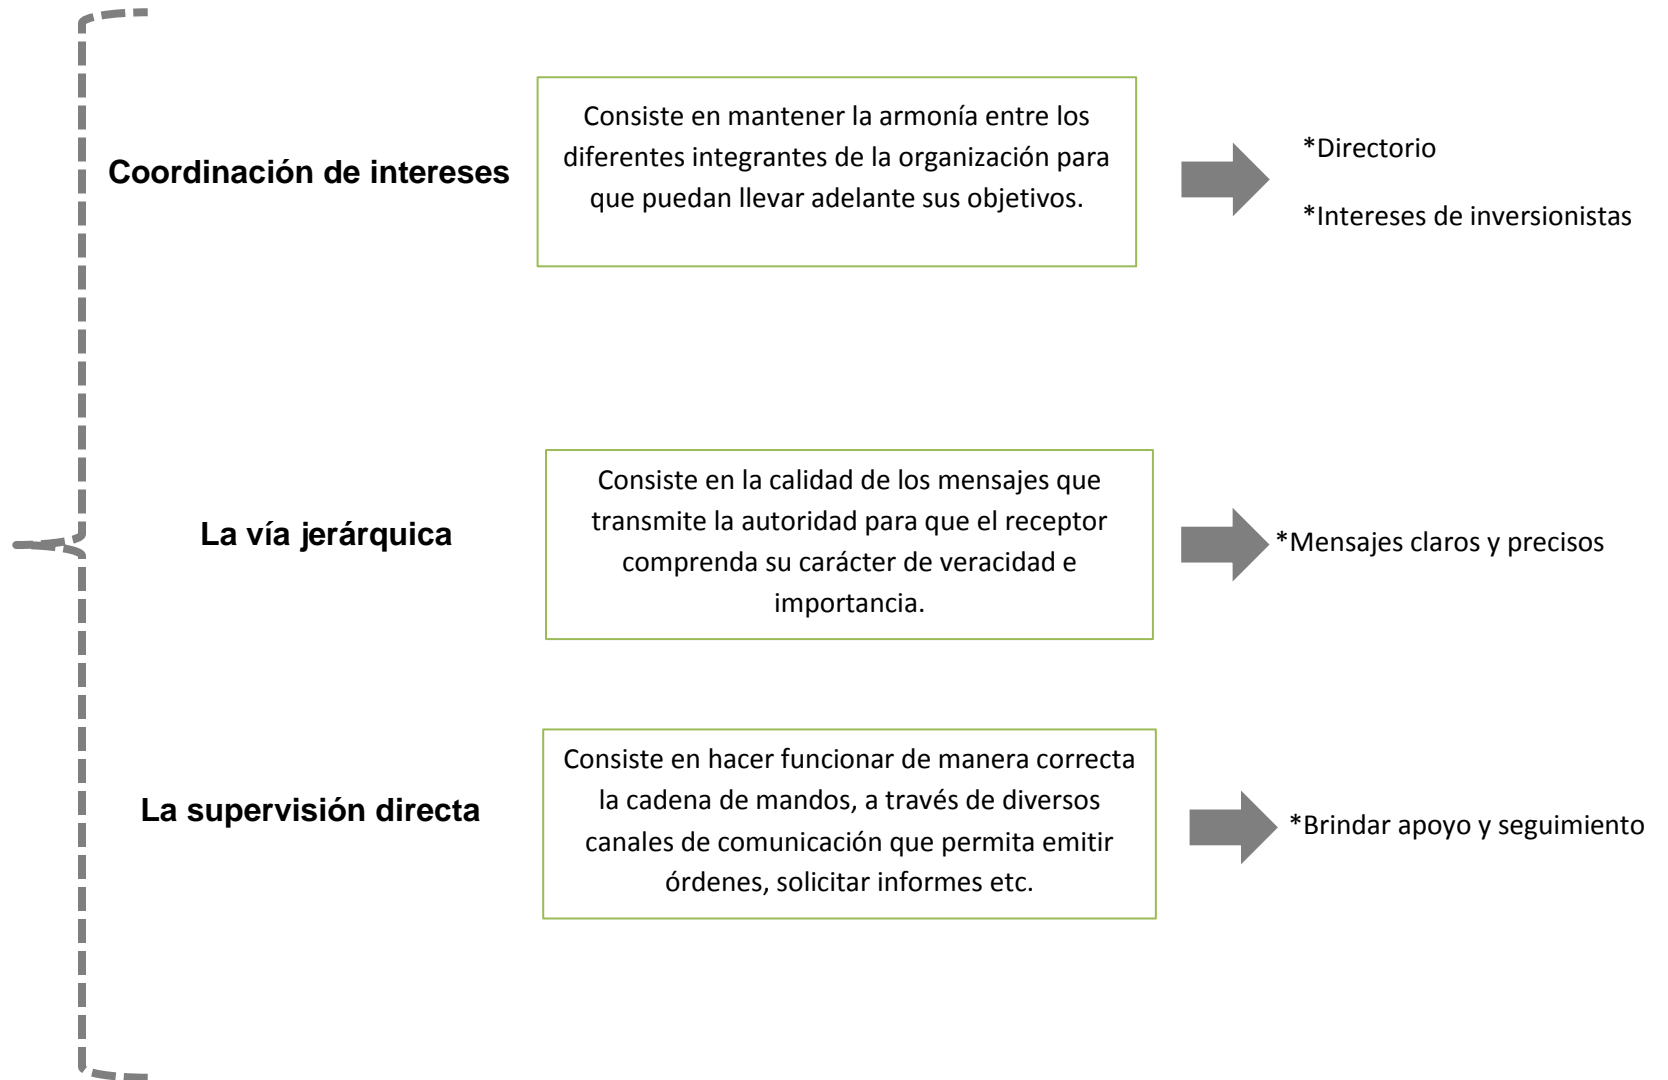 Coordinación de intereses
Consiste en mantener la armonía entre los
diferentes integrantes de la organización para
que puedan llevar adelante sus objetivos.
*Directorio
*Intereses de inversionistas
La vía jerárquica
Consiste en la calidad de los mensajes que
transmite la autoridad para que el receptor
comprenda su carácter de veracidad e
importancia.
*Mensajes claros y precisos
La supervisión directa
Consiste en hacer funcionar de manera correcta
la cadena de mandos, a través de diversos
canales de comunicación que permita emitir
órdenes, solicitar informes etc.
*Brindar apoyo y seguimiento